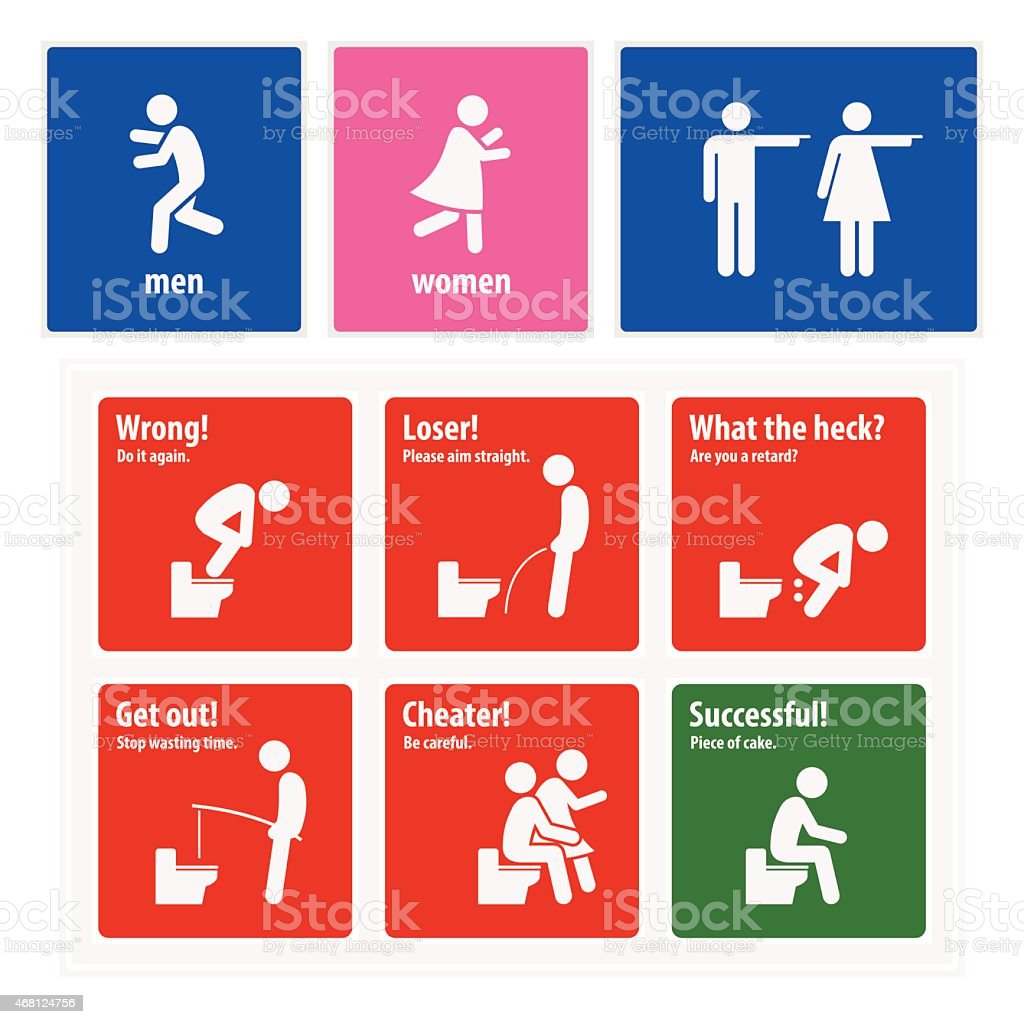 men
women
Wrong!
Do it again.
Loser!
Please aim straight.
What the heck?
Are you a retard?
Get out!
Stop wasting time.
Cheater!
Be careful.
Successful!
Piece of cake.
iStock
by Getty Images™
468124756